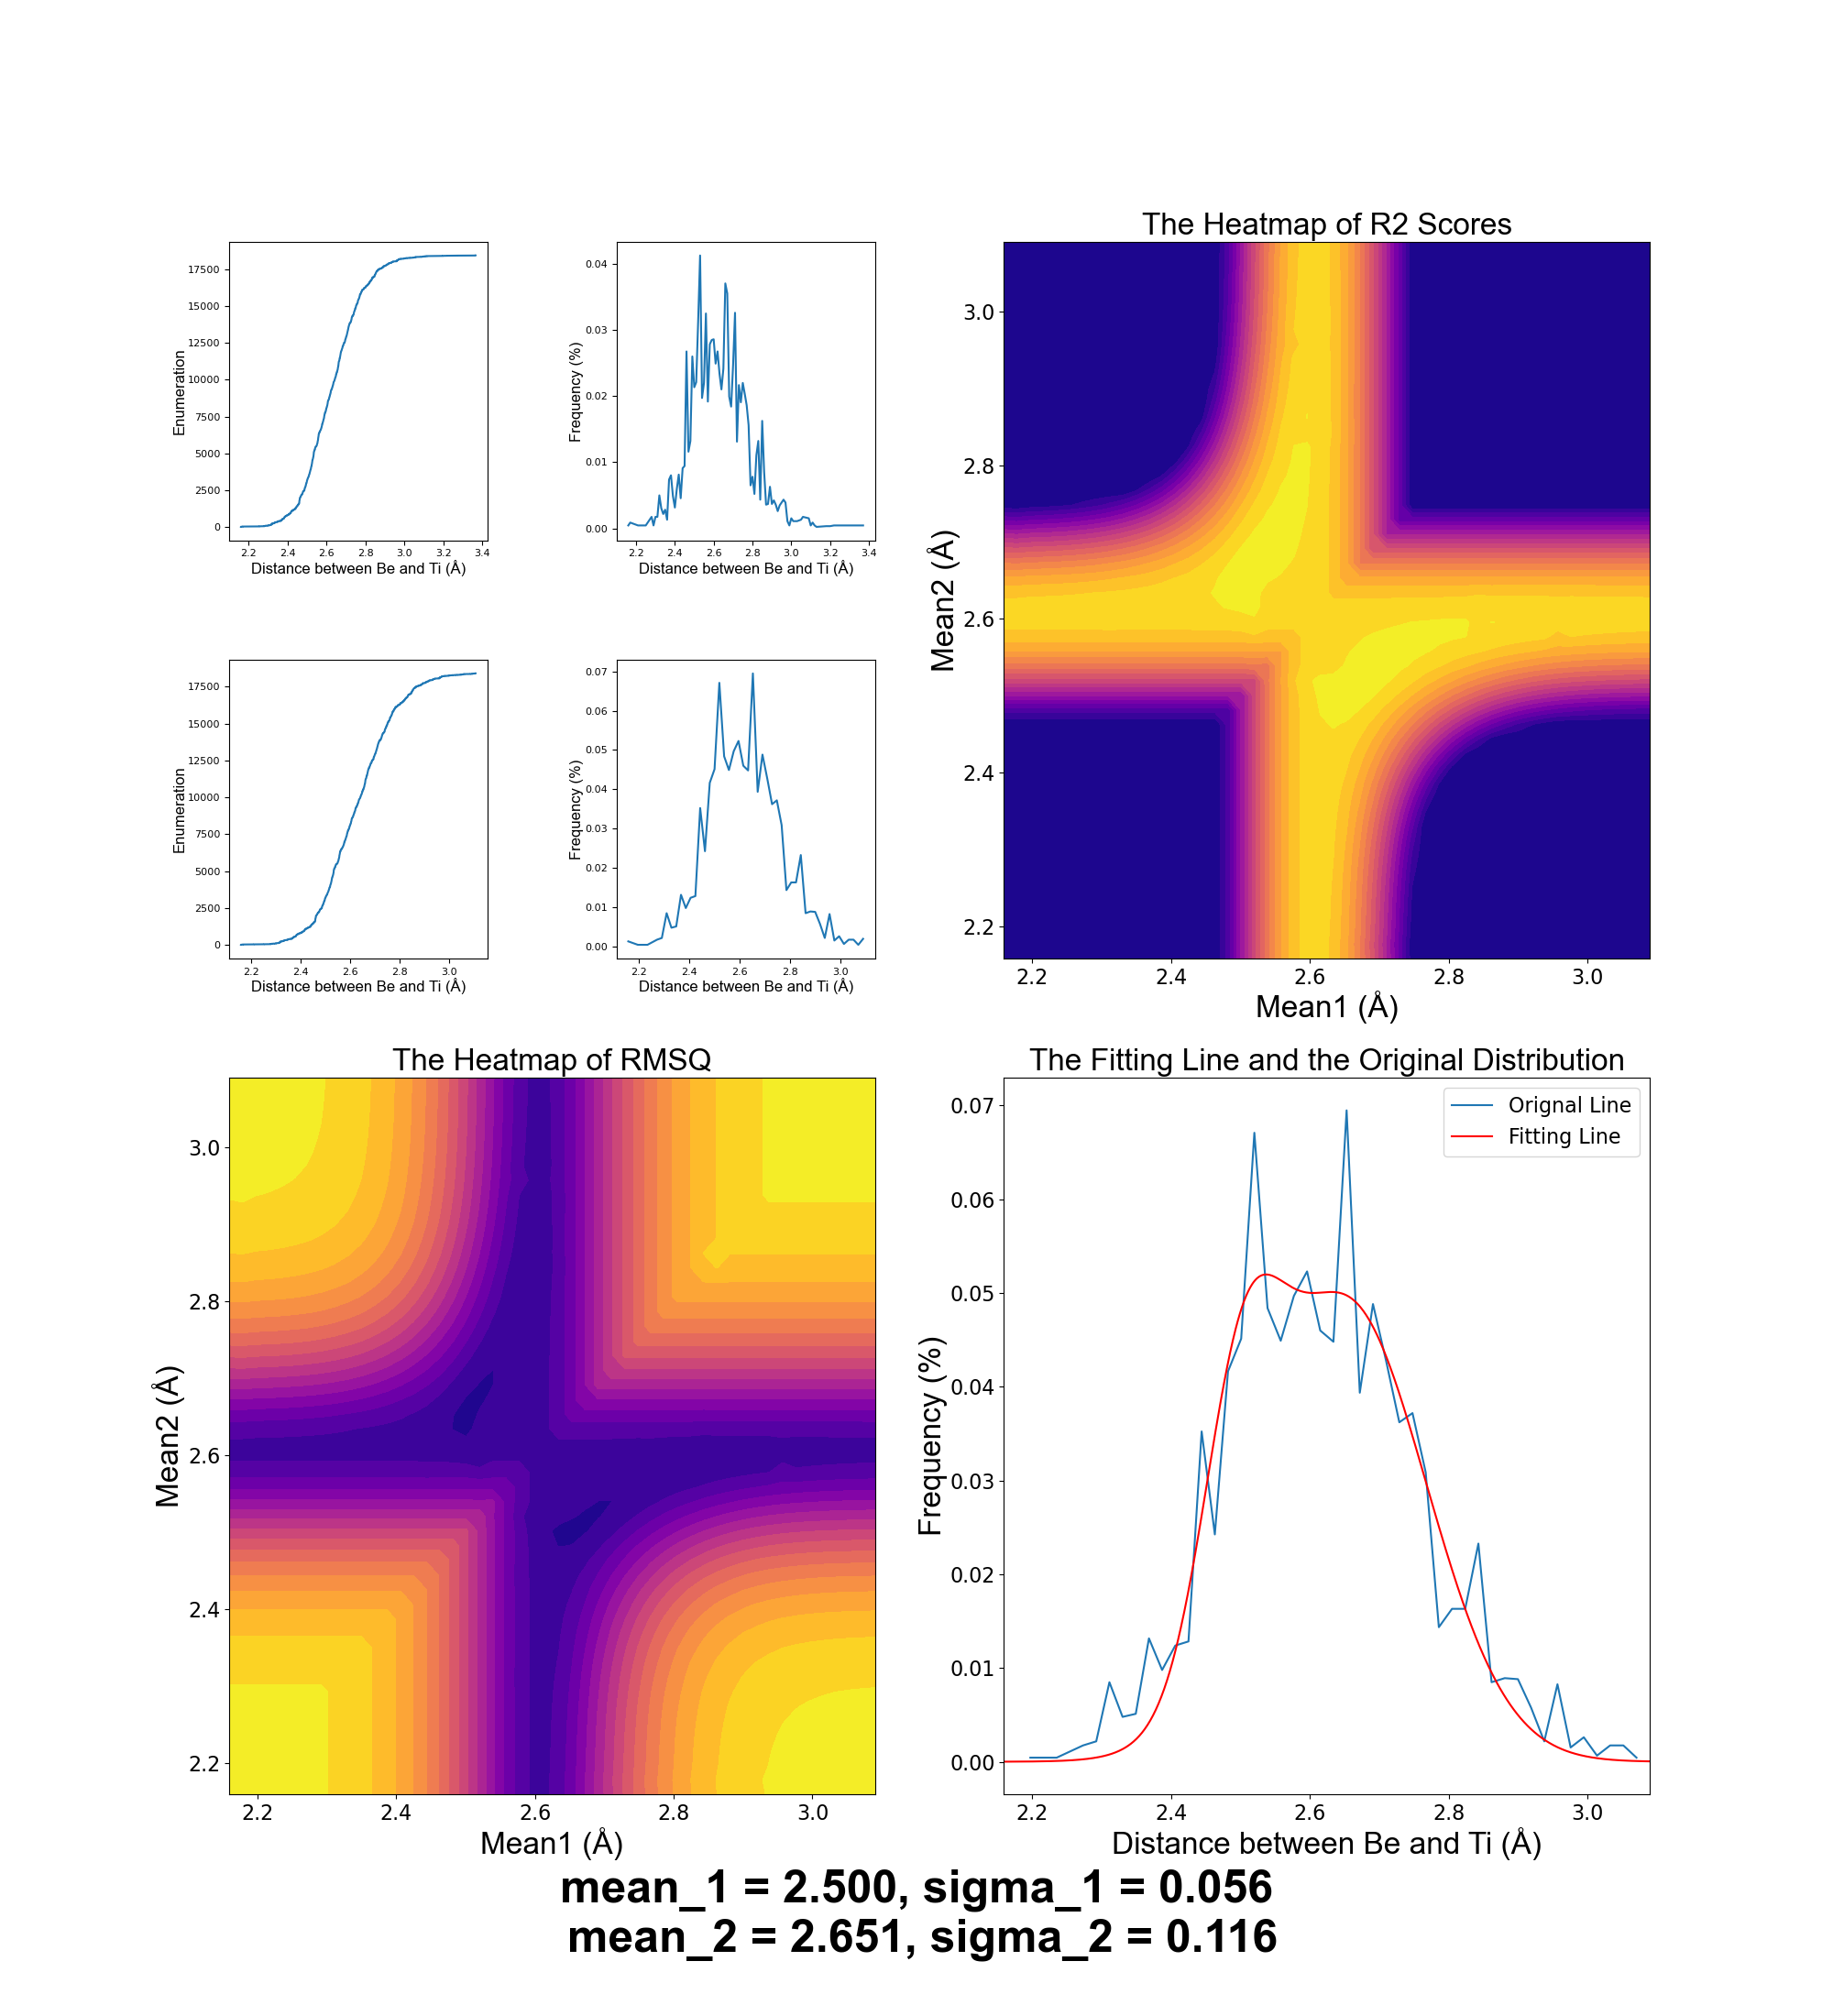 The Heatmap of R2 Scores
17500
15000
12500
10000
7500
5000
2500
0
Enumeration
2.2 2.4 2.6 2.8 3.0 3.2 3.4
Distance between Be and Ti (Å)
0.04
0.03
0.02
0.01
0.00
Frequency (%)
2.2 2.4 2.6 2.8 3.0 3.2 3.4
Distance between Be and Ti (Å)
3.0
2.8
2.6
2.4
2.2
Mean2 (Å)
2.2 2.4 2.6 2.8 3.0
Mean1 (Å)
17500
15000
12500
10000
7500
5000
2500
0
Enumeration
2.2 2.4 2.6 2.8 3.0
Distance between Be and Ti (Å)
0.07
0.06
0.05
0.04
0.03
0.02
0.01
0.00
Frequency (%)
2.2 2.4 2.6 2.8 3.0
Distance between Be and Ti (Å)
The Heatmap of RMSQ
3.0
2.8
2.6
2.4
2.2
Mean2 (Å)
2.2 2.4 2.6 2.8 3.0
Mean1 (Å)
The Fitting Line and the Original Distribution
Orignal Line
Fitting Line
0.07
0.06
0.05
0.04
0.03
0.02
0.01
0.00
Frequency (%)
2.2 2.4 2.6 2.8 3.0
Distance between Be and Ti (Å)
mean_1 = 2.500, sigma_1 = 0.056
mean_2 = 2.651, sigma_2 = 0.116